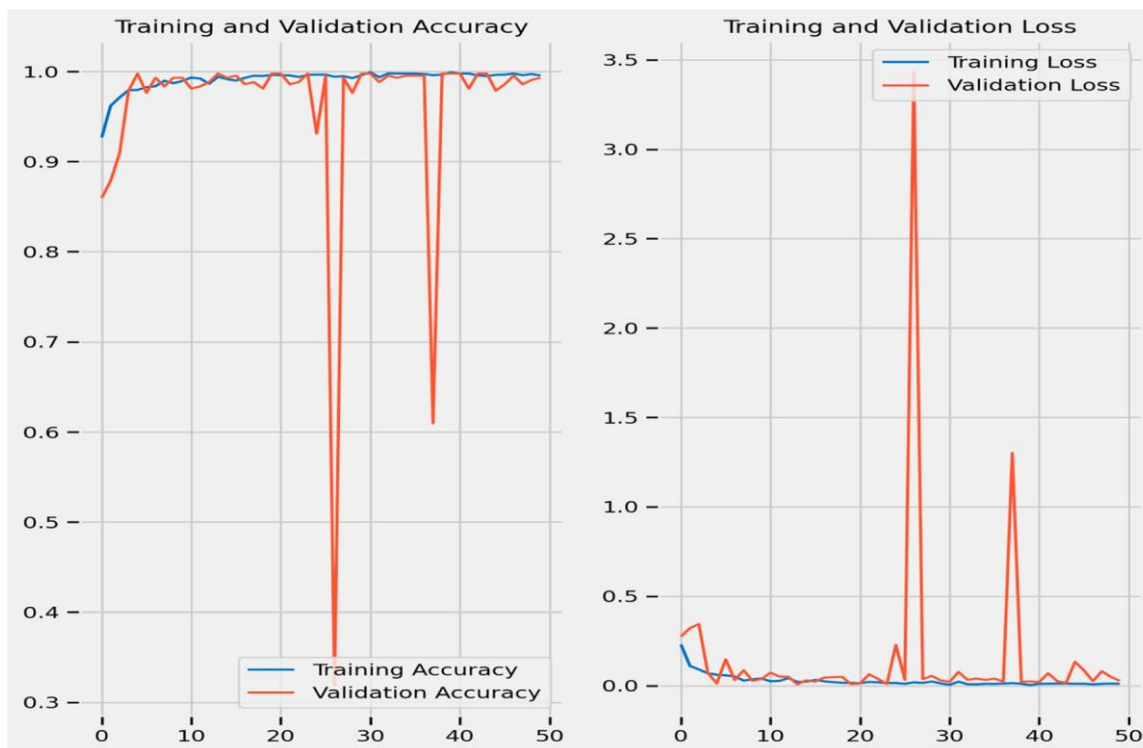 Training and Validation Accuracy
1.0
0.9
0.8
0.7
0.6
0.5
0.4
0.3
Training Accuracy
Validation Accuracy
0 10 20 30 40 50
Training and Validation Loss
3.5
3.0
2.5
2.0
1.5
1.0
0.5
0.0
Training Loss
Validation Loss
0 10 20 30 40 50